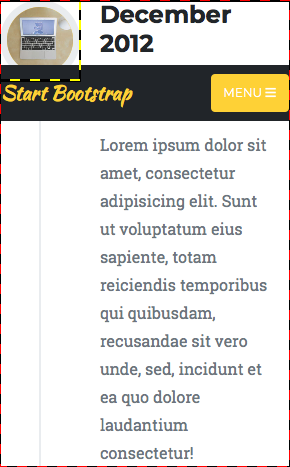 December
2012
Start Bootstrap
MENU
Lorem ipsum dolor sit
amet, consectetur
adipisicing elit. Sunt
ut voluptatum eius
sapiente, totam
reiciendis temporibus
qui quibusdam,
recusandae sit vero
unde, sed, incidunt et
ea quo dolore
laudantium
consectetur!